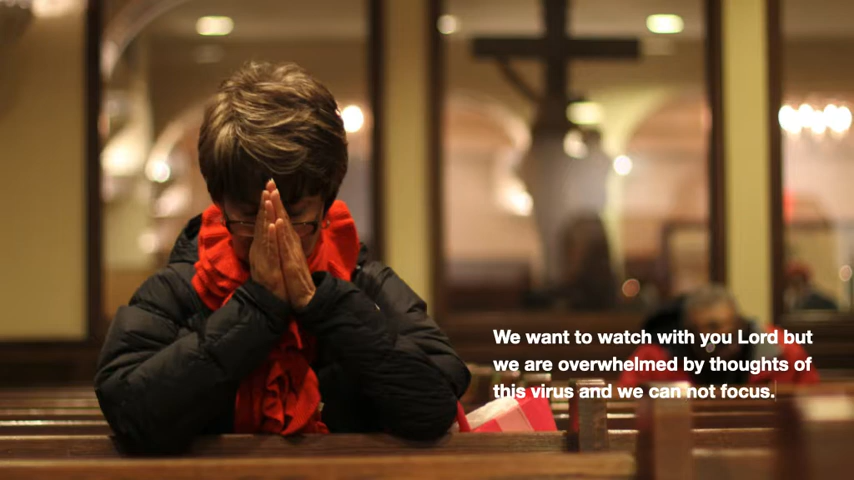 We want to watch with you Lord but
we are overwhelmed by thoughts of
this virus and we can not focus.